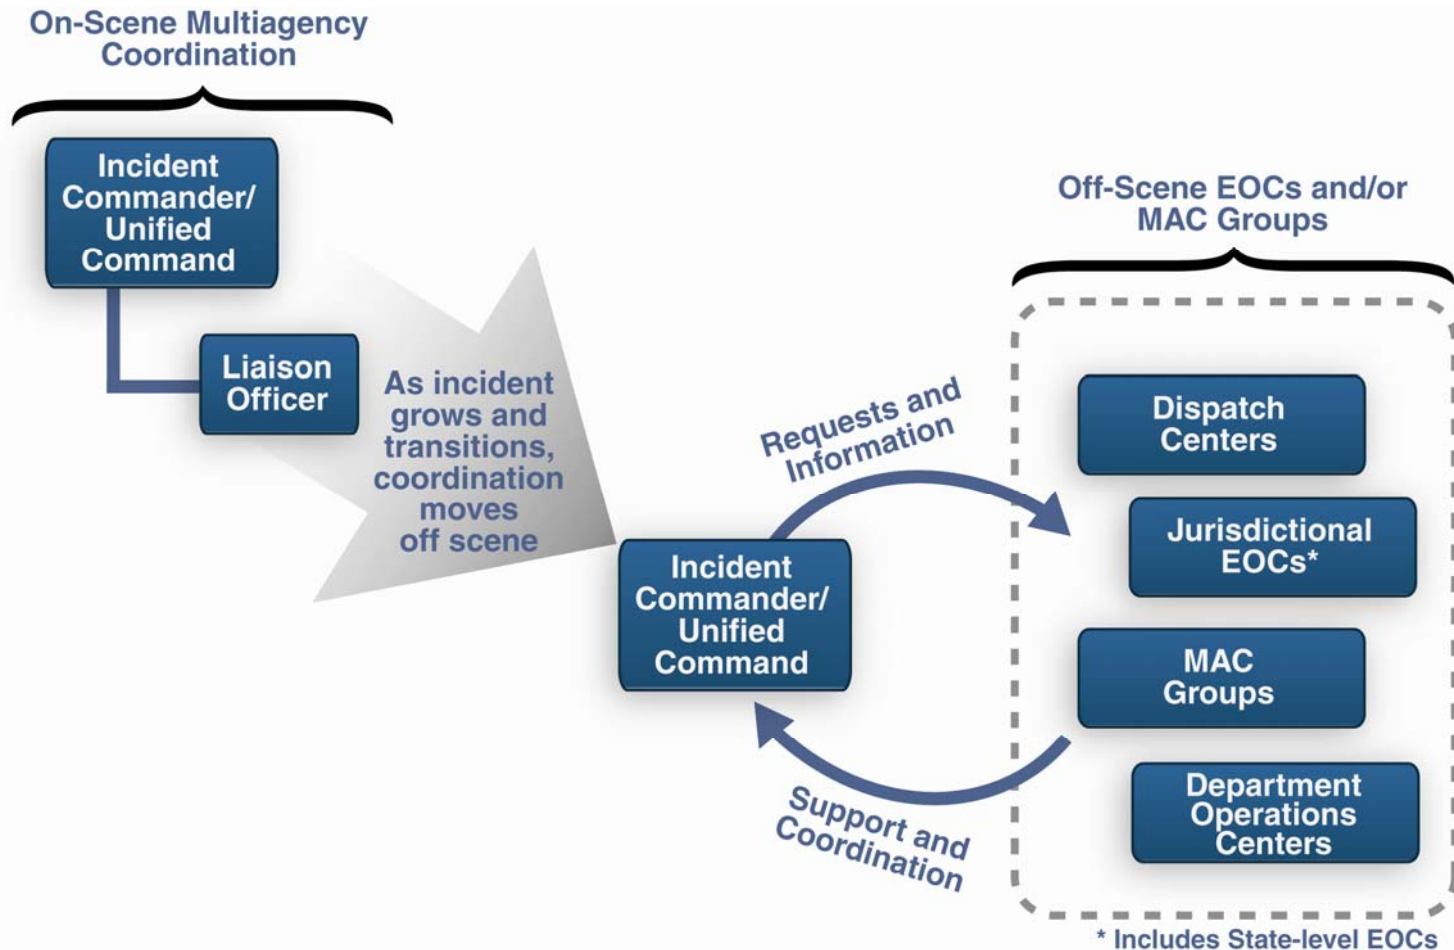 On-Scene Multiagency
Coordination
Incident
Commander/
Unified
Command
Liaison
Officer
As incident
grows and
transitions,
coordination
moves
off scene
Incident
Commander/
Unified
Command
Requests and
Information
Support and
Coordination
Off-Scene EOCs and/or
MAC Groups
Dispatch
Centers
Jurisdictional
EOCs*
MAC
Groups
Department
Operations
Centers
* Includes State-level EOCs